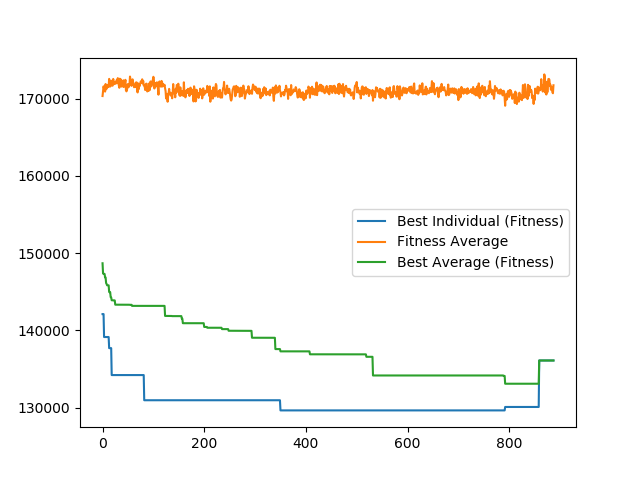 170000
160000
150000
140000
130000
Best Individual (Fitness)
Fitness Average
Best Average (Fitness)
0 200 400 600 800